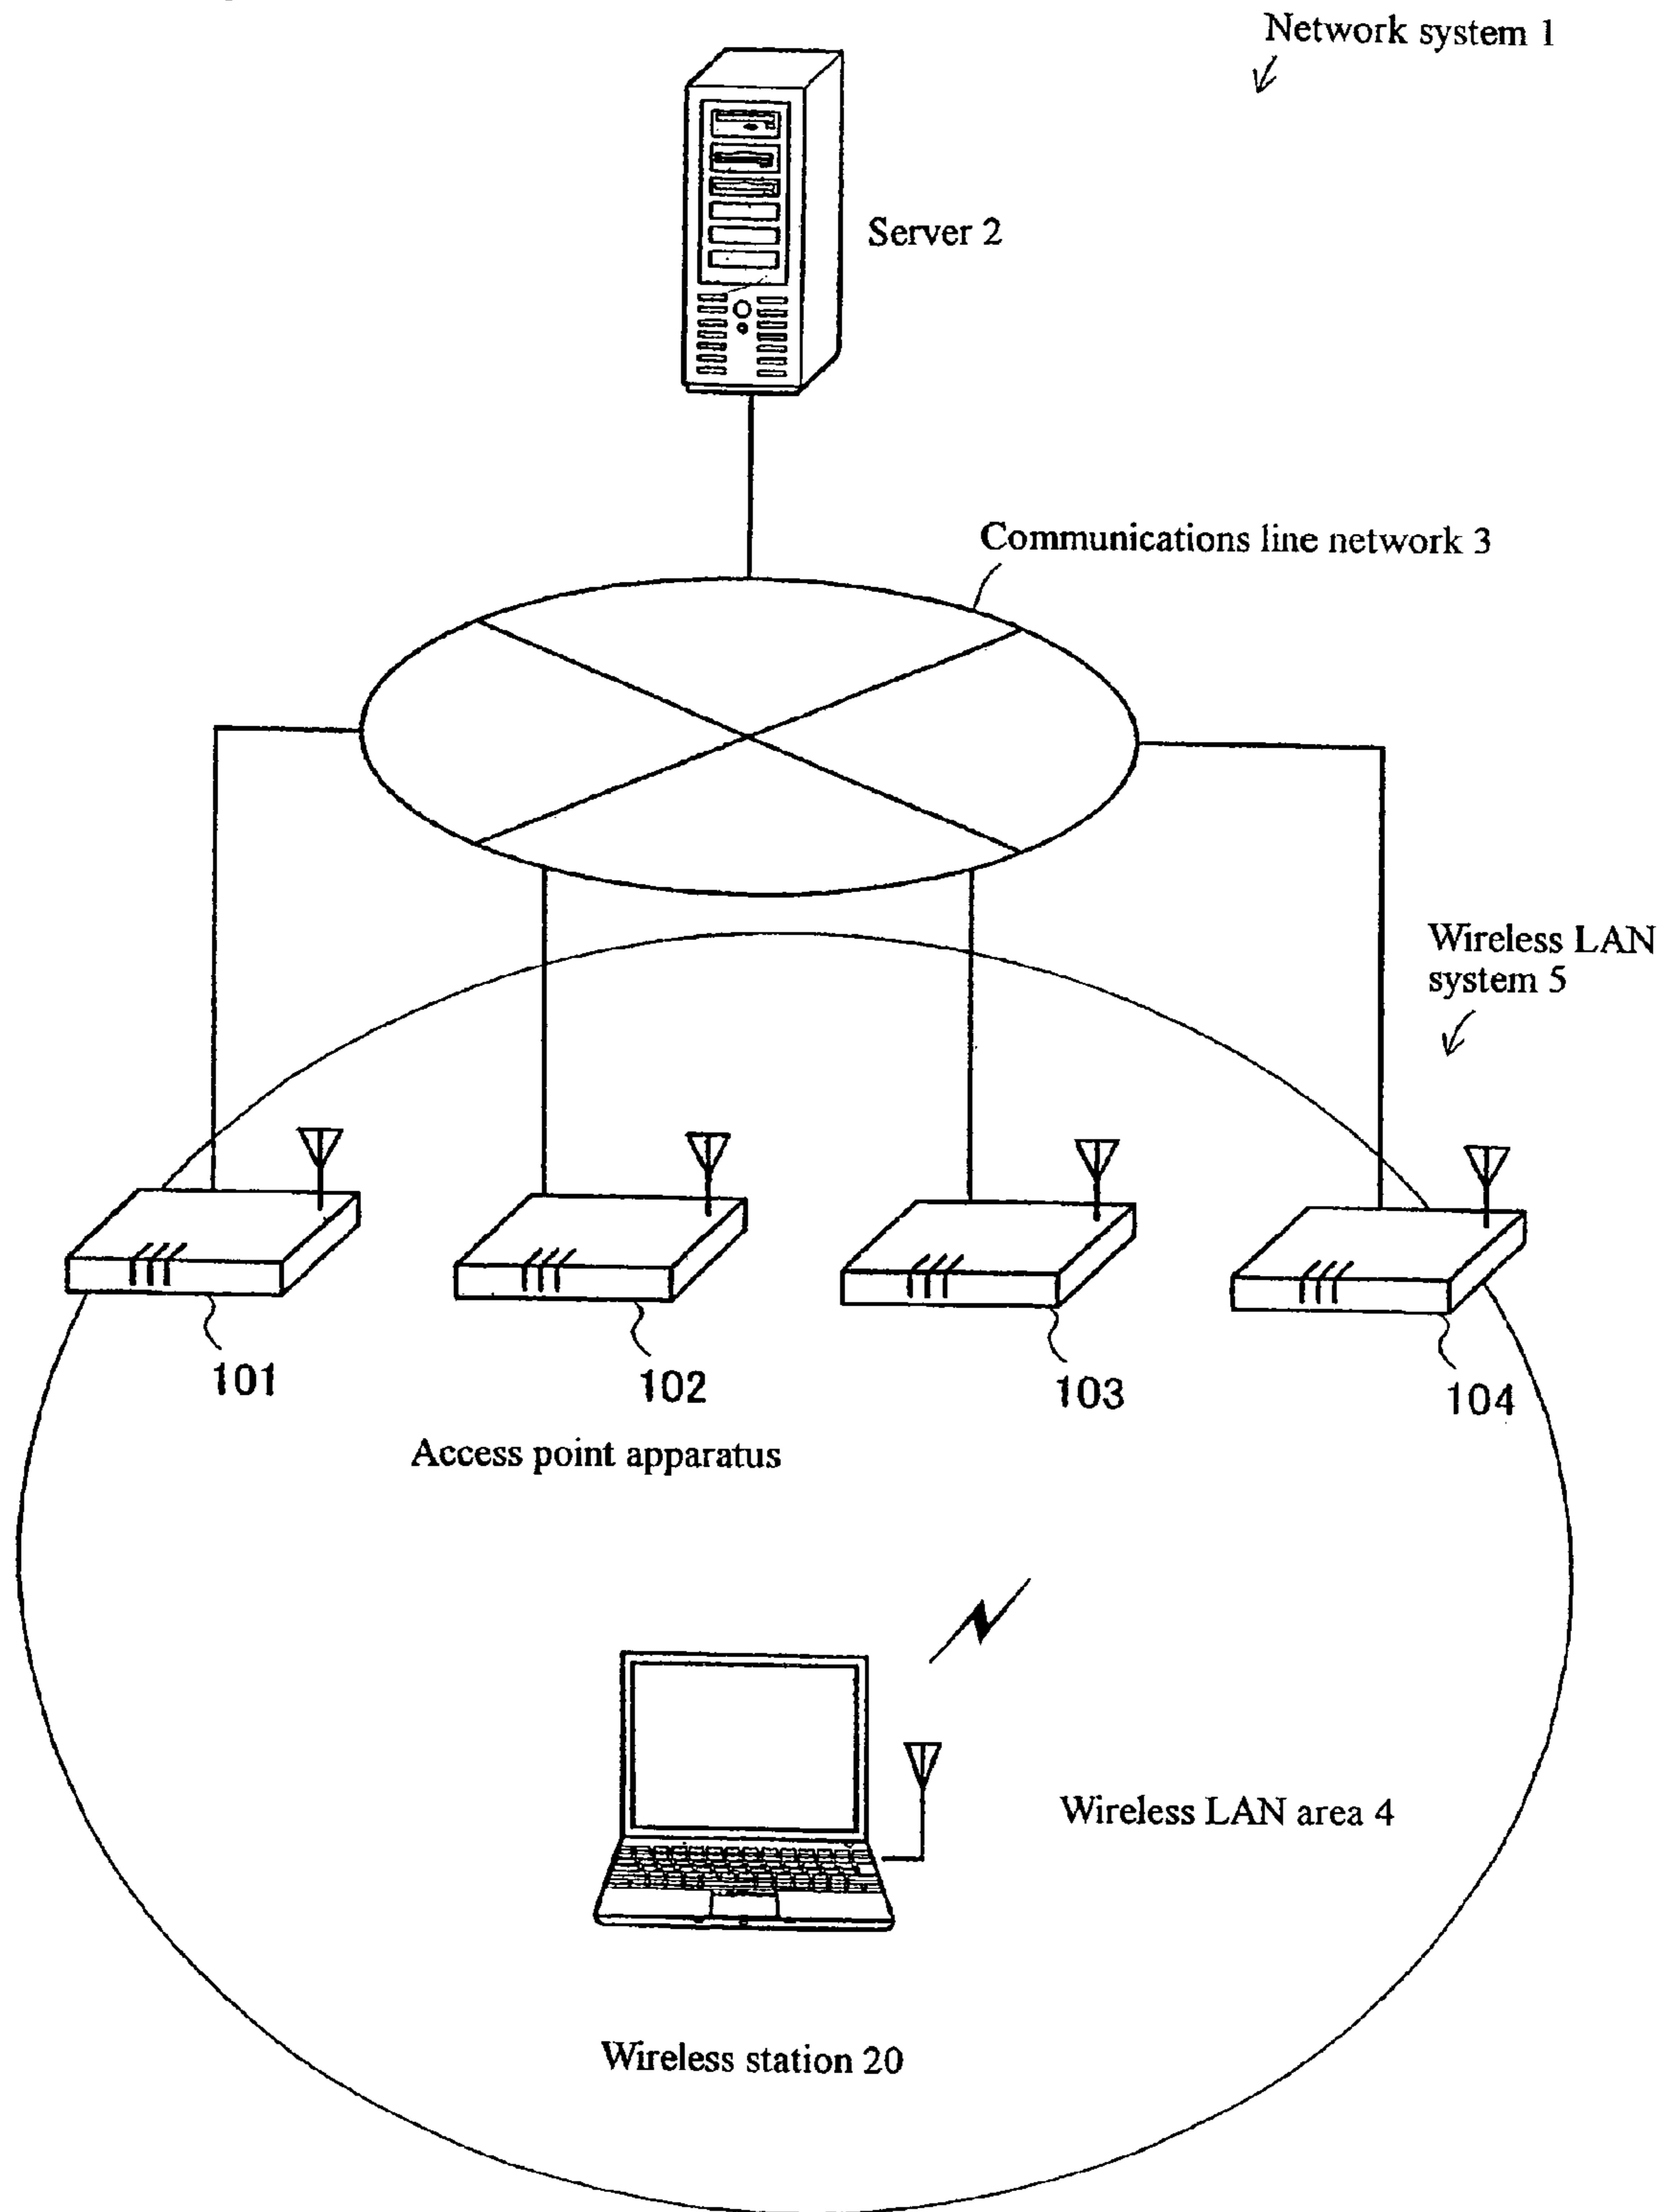 Network system 1
Server 2
Communications line network 3
Wireless LAN
system 5
101
102
103
104
Access point apparatus
Wireless LAN area 4
Wireless station 20